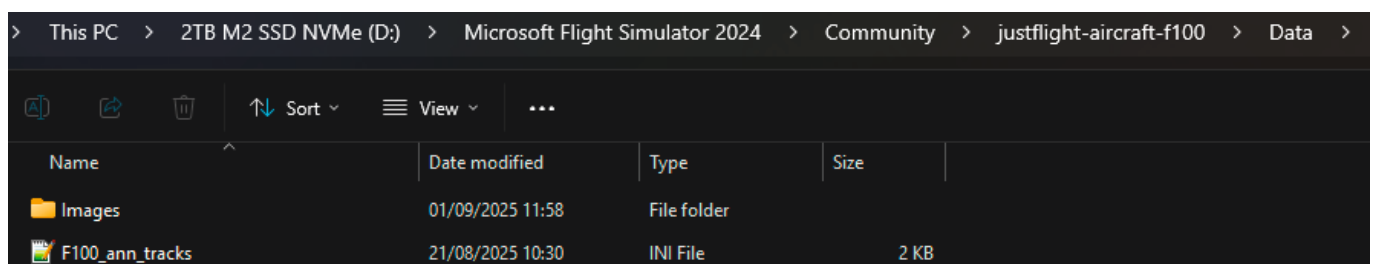 > This PC > 2TB M2 SSD NVMe (D:) > Microsoft Flight Simulator 2024 > Community > justflight-aircraft-f100 > Data >
Sort View ...
Name Date modified Type Size
Images 01/09/2025 11:58 File folder
F100_ann_tracks 21/08/2025 10:30 INI File 2 KB